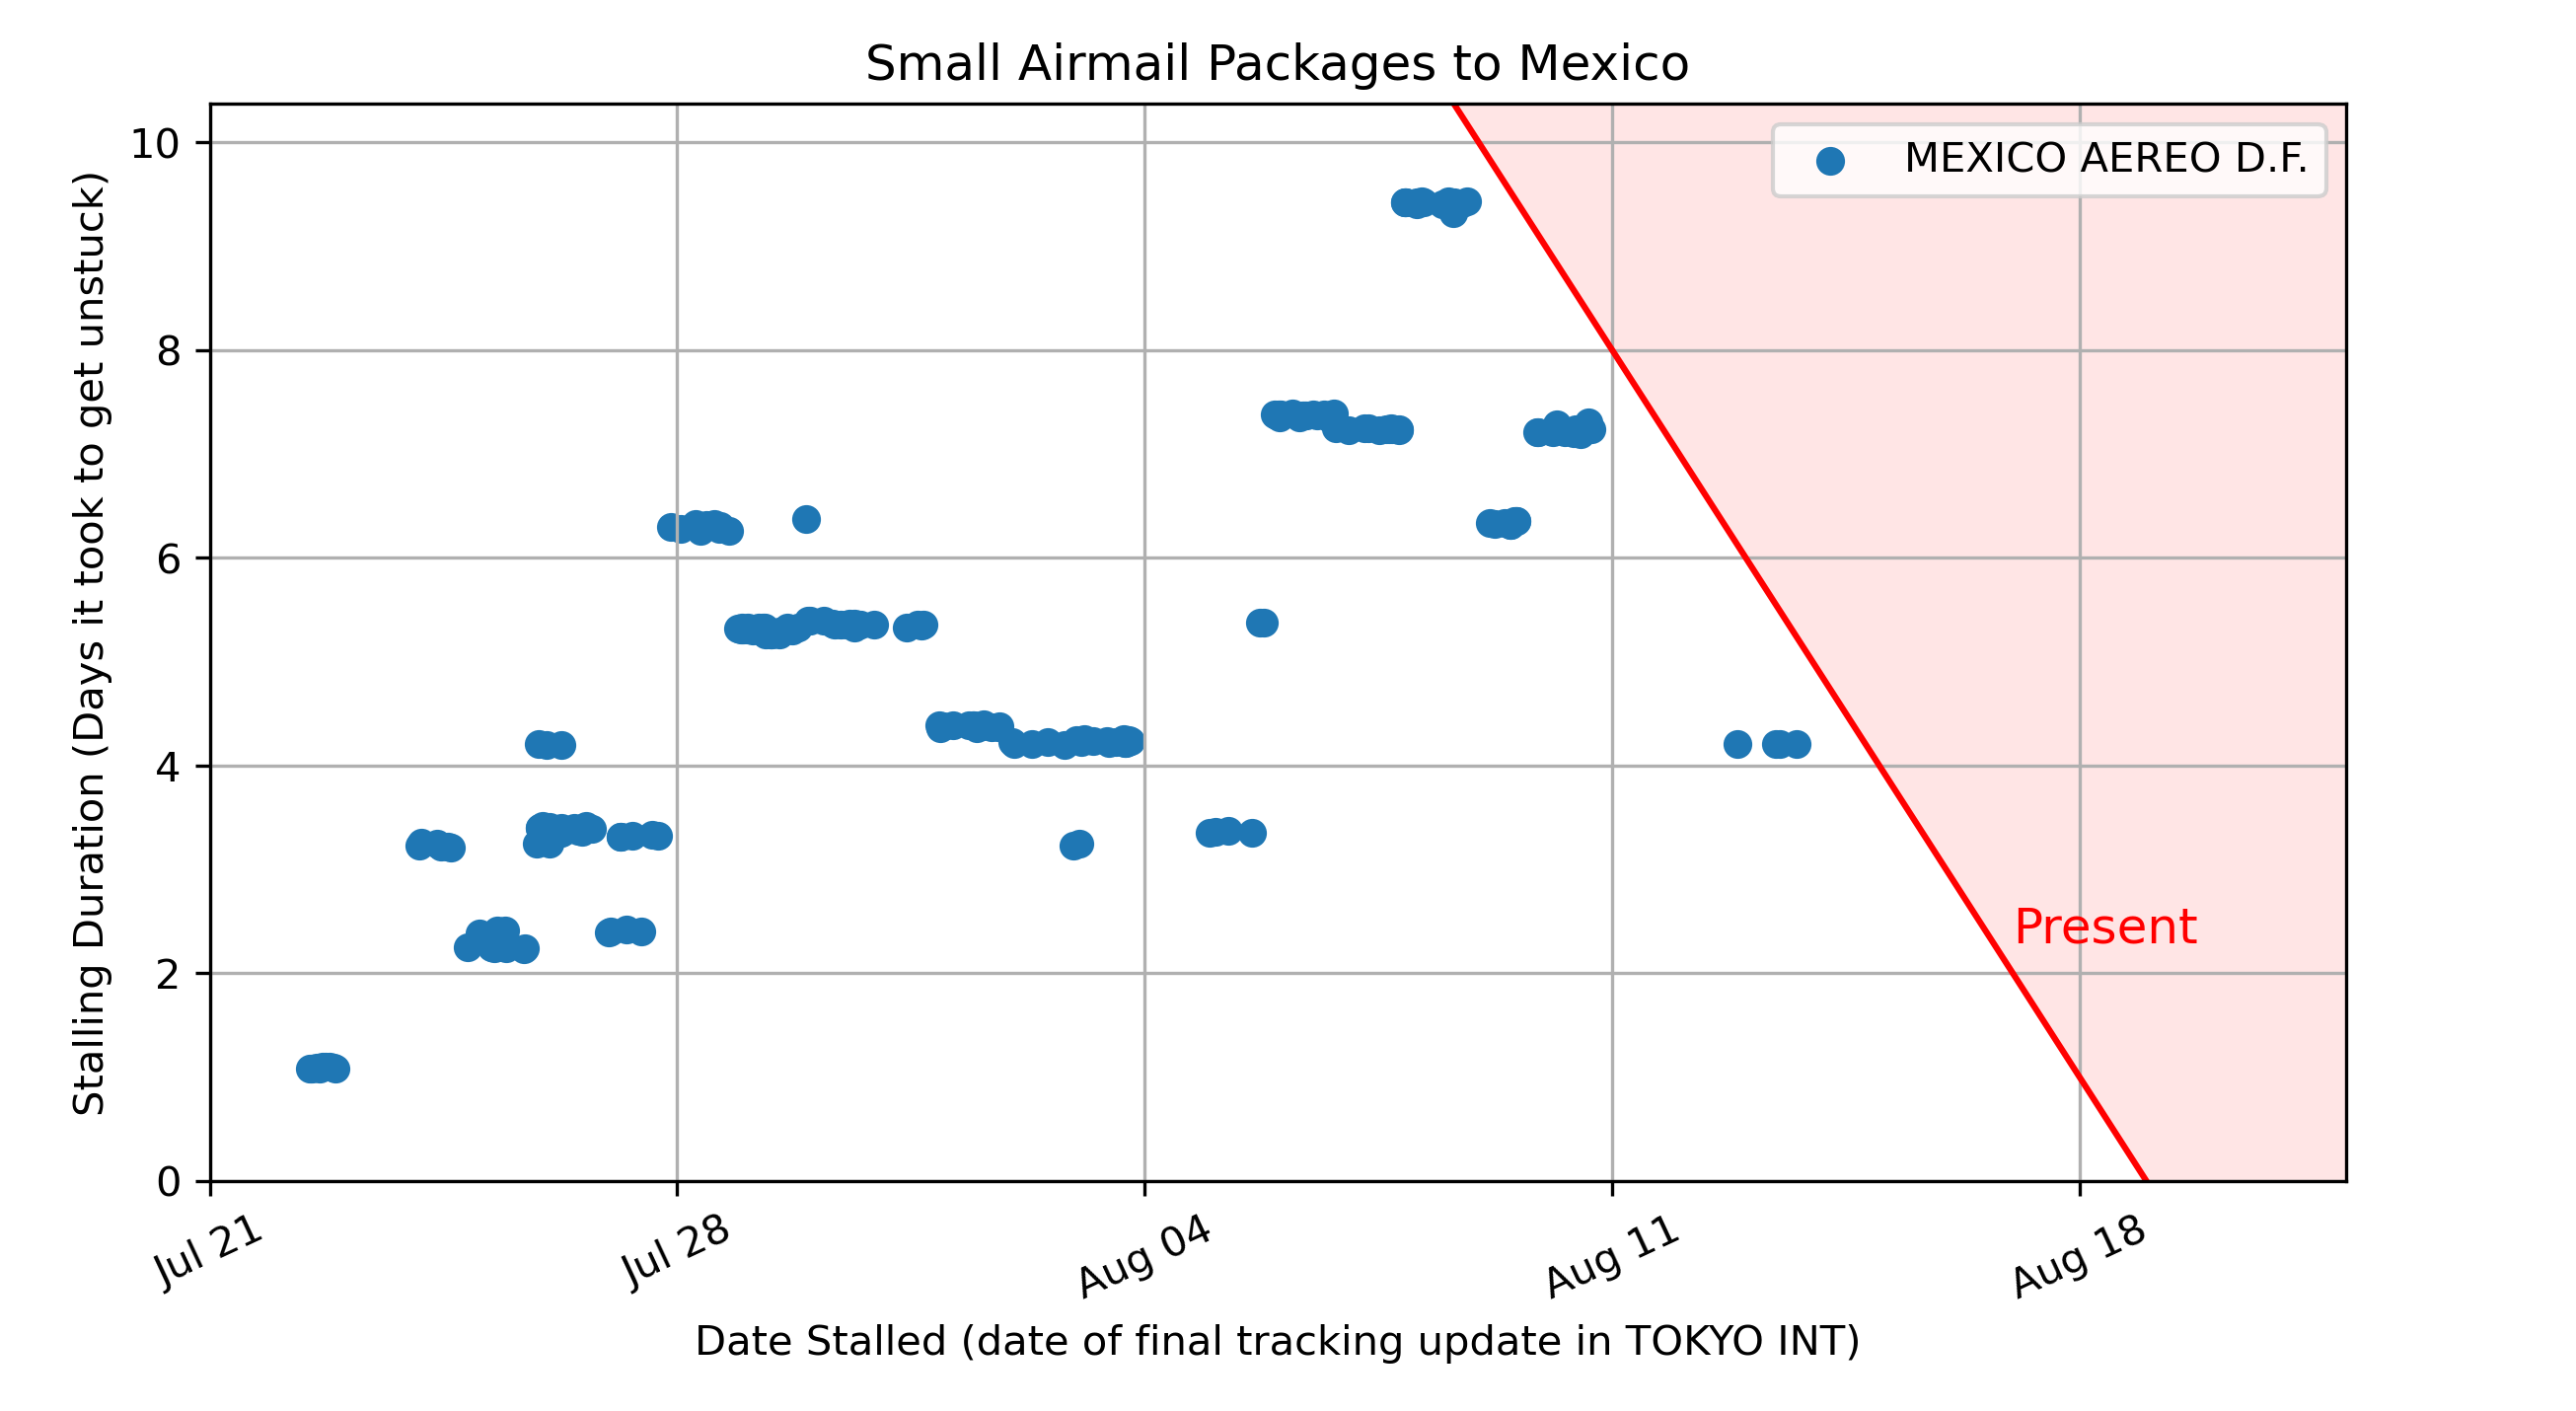 Small Airmail Packages to Mexico
Stalling Duration (Days it took to get unstuck)
10
8
6
4
2
0
MEXICO AEREO D.F.
Present
Jul 21
Jul 28
Aug 04
Aug 11
Aug 18
Date Stalled (date of final tracking update in TOKYO INT)